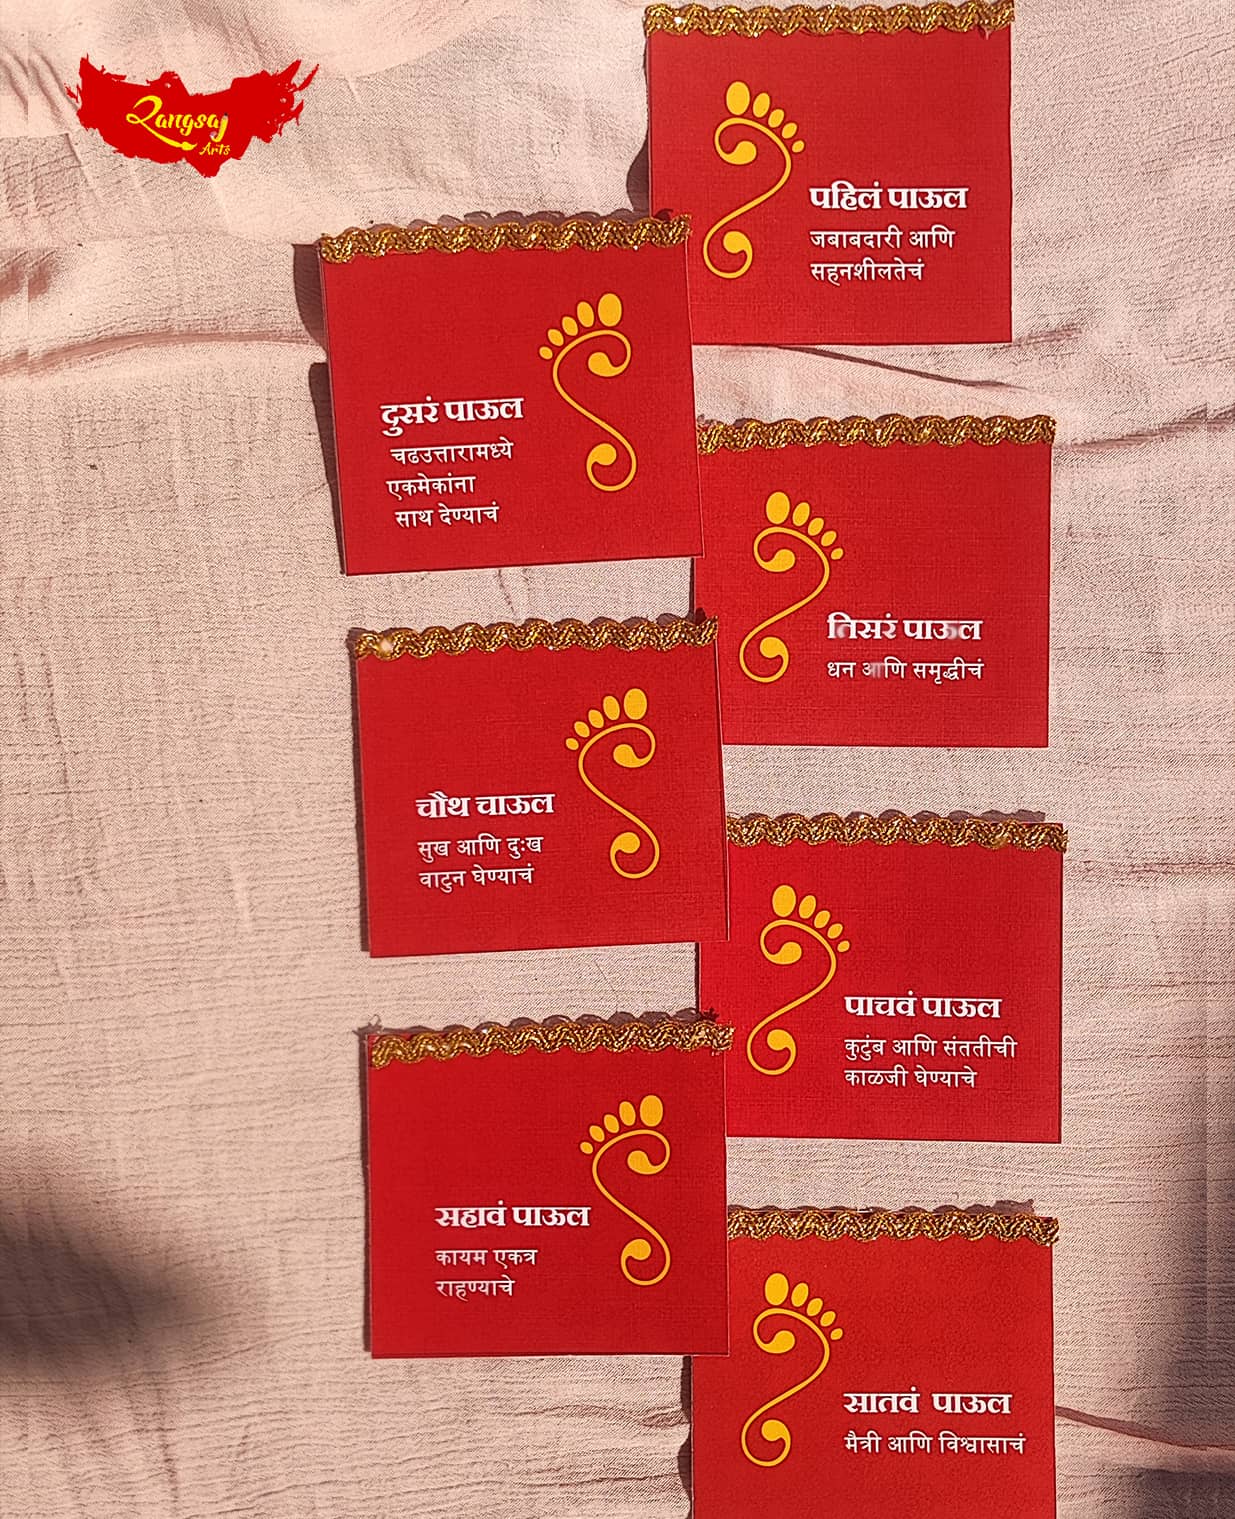 Rangsaj
Arts
पहिलं पाऊल
जबाबदारी आणि
सहनशीलतेचं
दुसरं पाऊल
चढउत्तारामध्ये
एकमेकांना
साथ देण्याचं
तिसरं पाऊल
धन आणि समृद्धीचं
चौथ चाऊल
सुख आणि दुःख
वाटुन घेण्याचं
पाचवं पाऊल
कुटुंब आणि संततीची
काळजी घेण्याचे
सहावं पाऊल
कायम एकत्र
राहण्याचे
सातवं पाऊल
मैत्री आणि विश्वासाचं